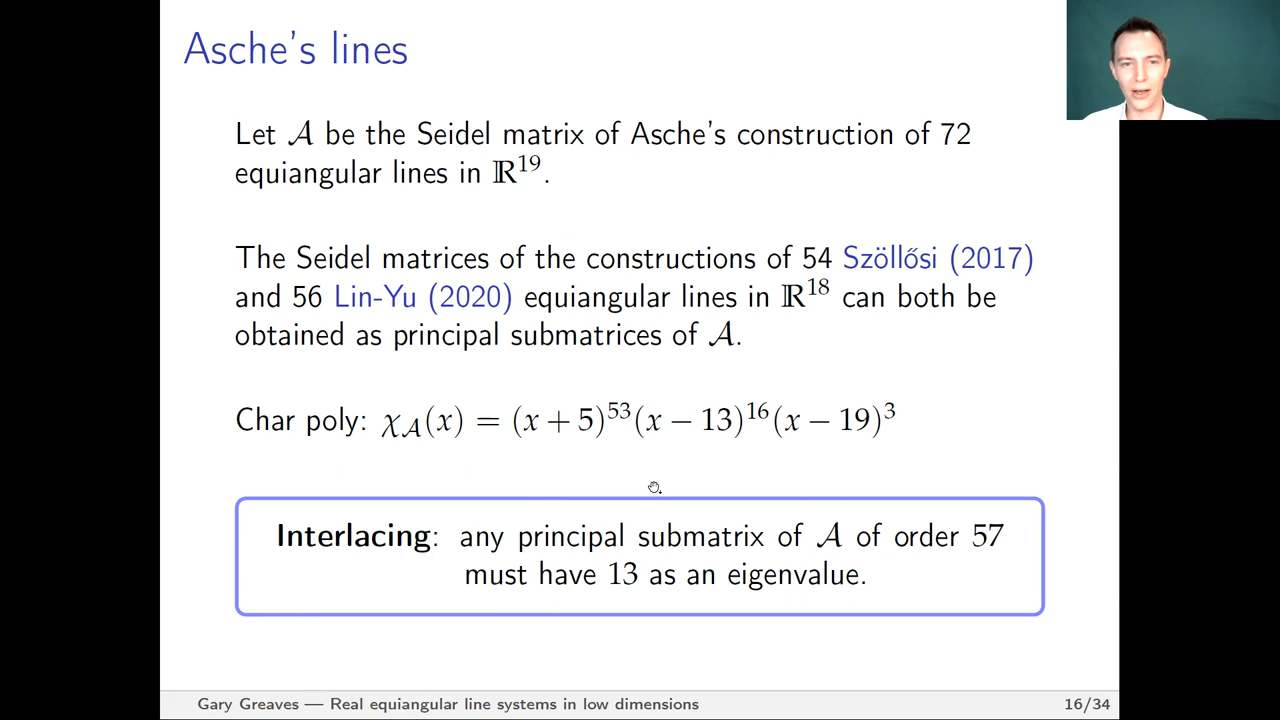 Asche's lines
Let 𝒜 be the Seidel matrix of Asche's construction of 72
equiangular lines in ℝ¹⁹.
The Seidel matrices of the constructions of 54 Szöllősi (2017)
and 56 Lin-Yu (2020) equiangular lines in ℝ¹⁸ can both be
obtained as principal submatrices of 𝒜.
Char poly: χ_𝒜(x) = (x + 5)⁵³(x − 13)¹⁶(x − 19)³
Interlacing: any principal submatrix of 𝒜 of order 57
must have 13 as an eigenvalue.
Gary Greaves — Real equiangular line systems in low dimensions 16/34